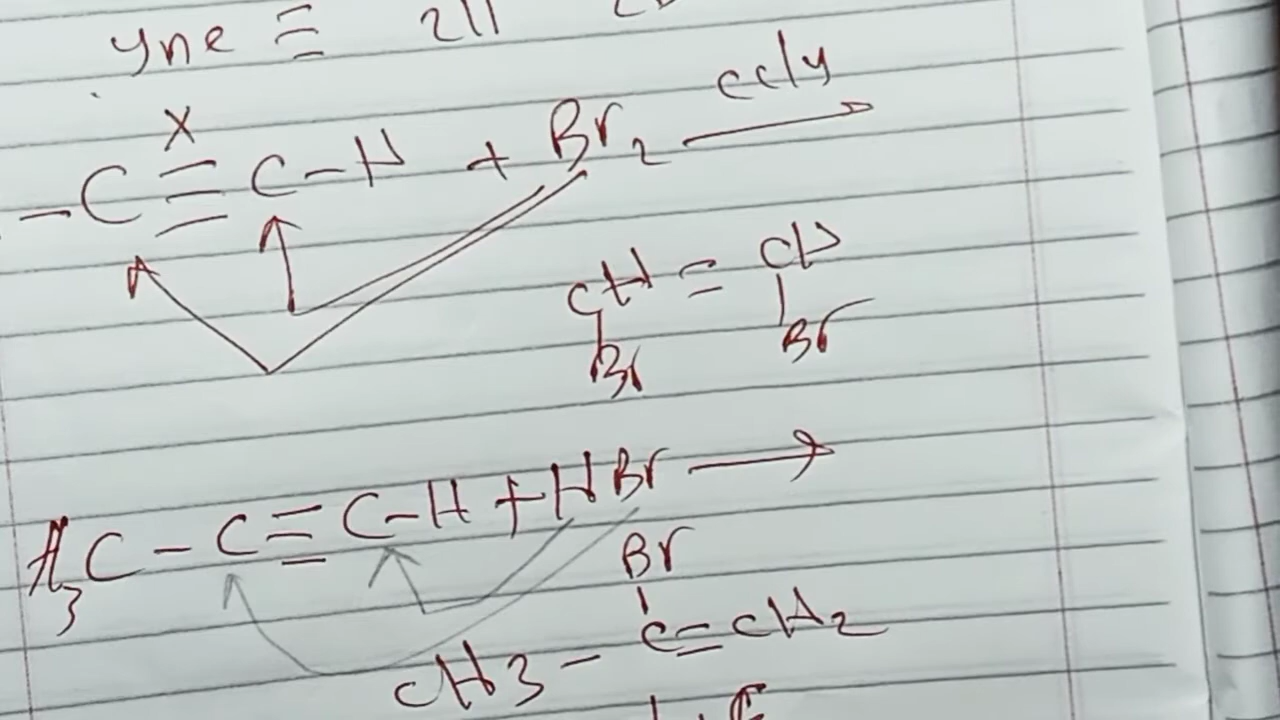 yne ≡ 2π
x
–C≡C–H + Br2 ccl4
CH=CH
Br Br
H3C–C≡C–H+HBr →
Br
CH3–C=CH2